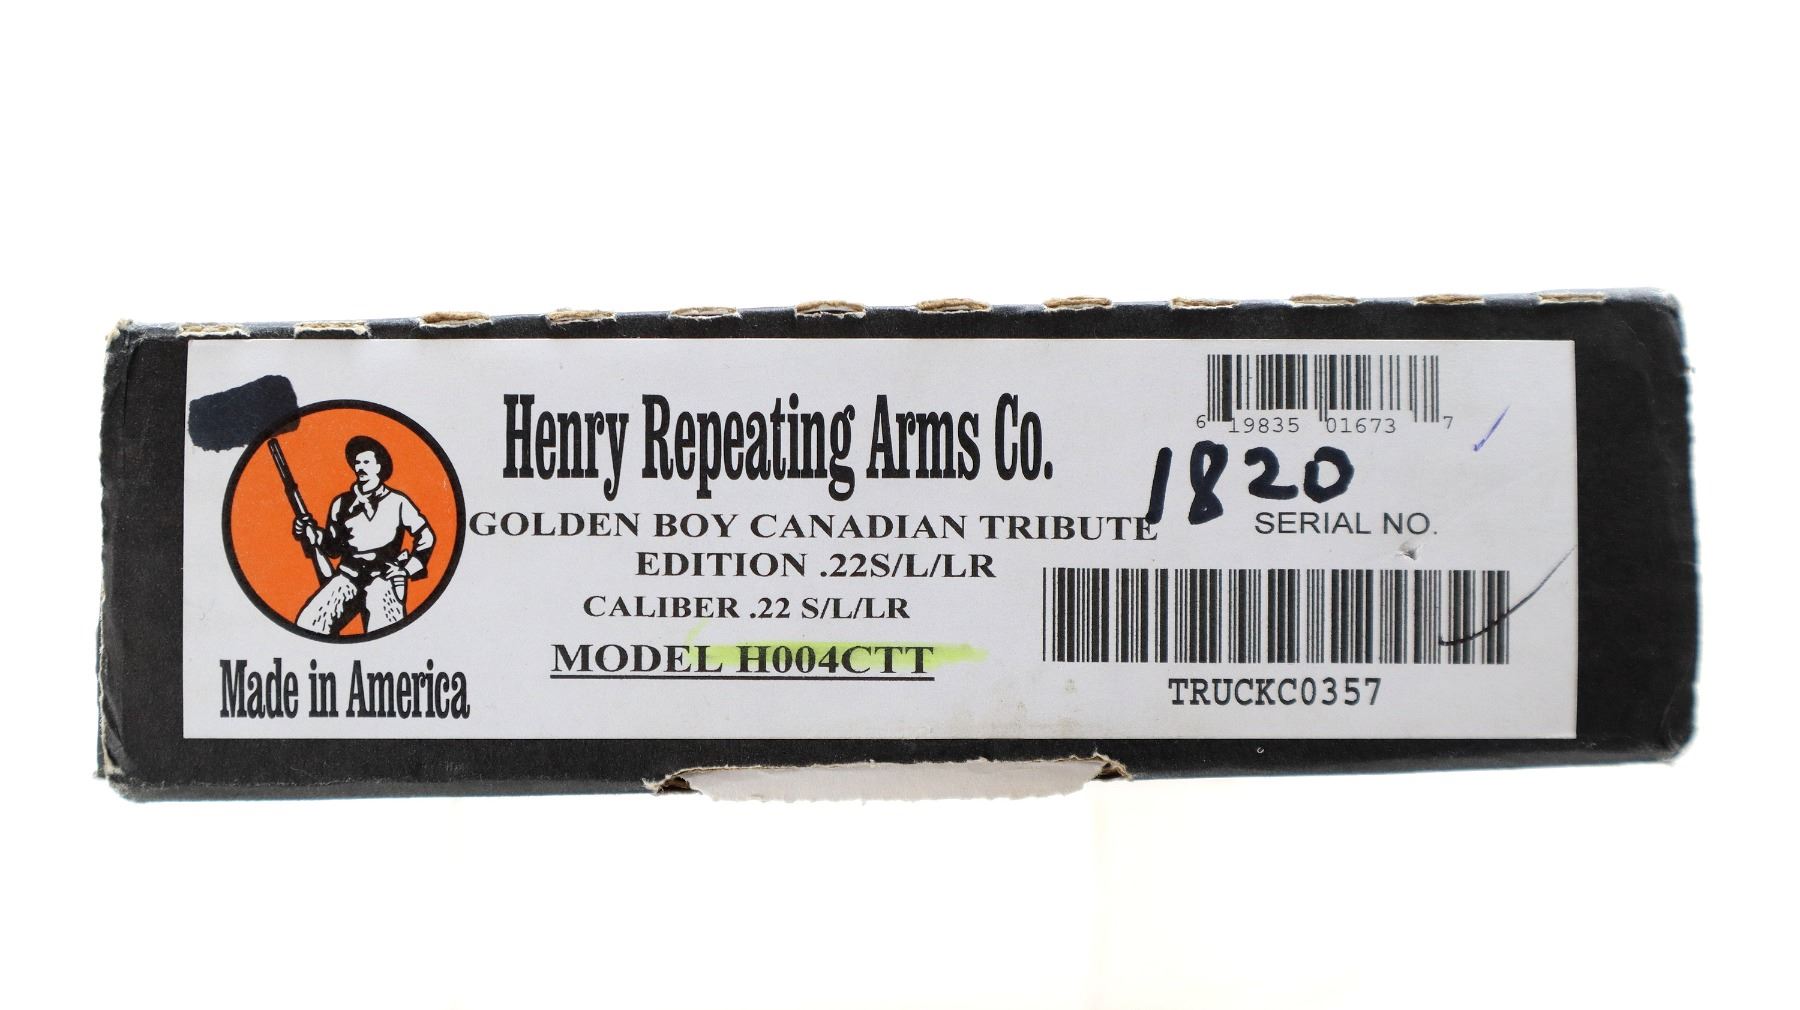 Henry Repeating Arms Co.
GOLDEN BOY CANADIAN TRIBUTE
EDITION .22S/L/LR
CALIBER .22 S/L/LR
MODEL H004CTT
Made in America
6 19835 01673 7
1820
SERIAL NO.
TRUCKC0357